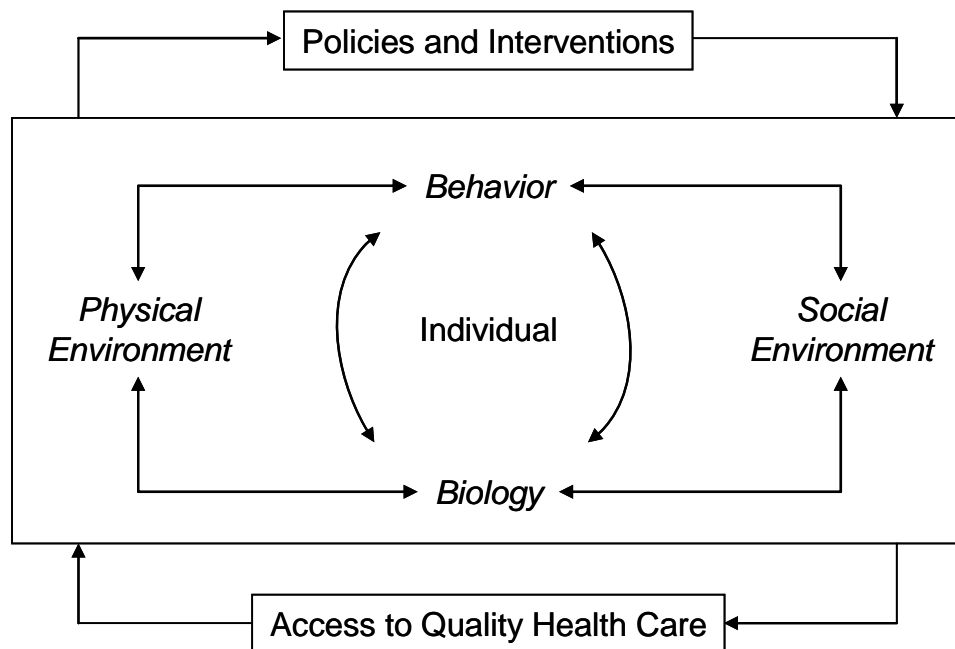 Policies and Interventions
Behavior
Physical
Environment
Individual
Social
Environment
Biology
Access to Quality Health Care